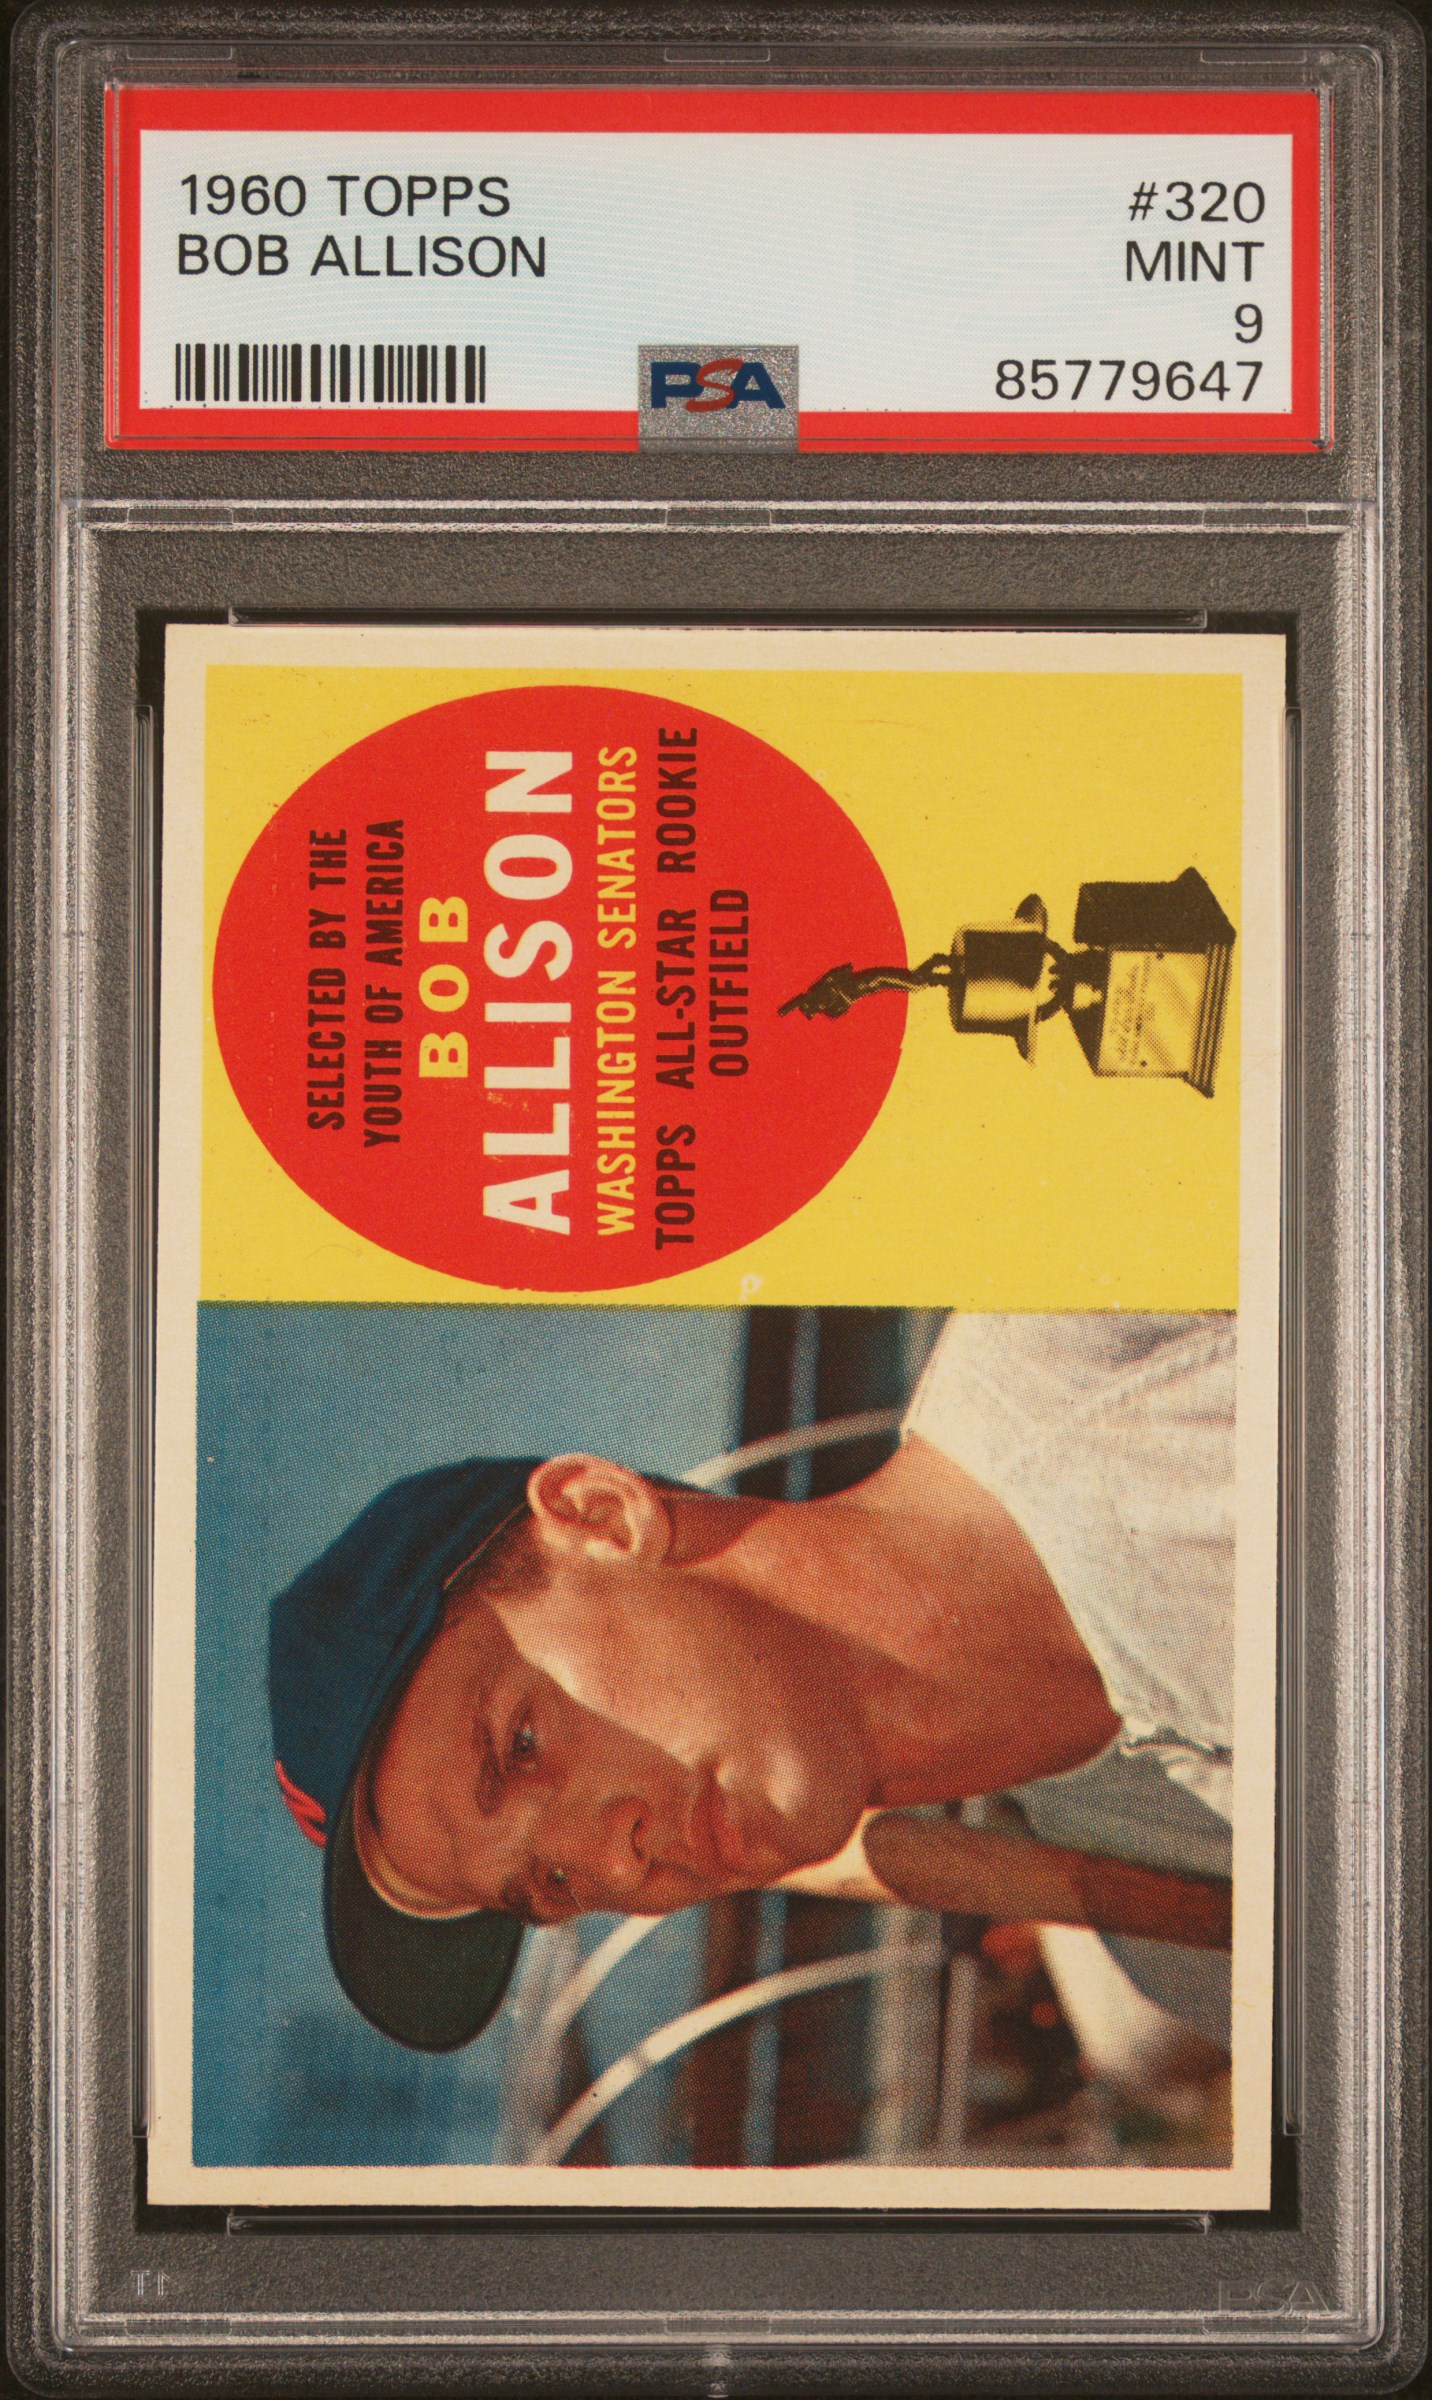 1960 TOPPS
BOB ALLISON
#320
MINT
9
85779647
PSA
SELECTED BY THE
YOUTH OF AMERICA
BOB
ALLISON
WASHINGTON SENATORS
TOPPS ALL-STAR ROOKIE
OUTFIELD
PSA